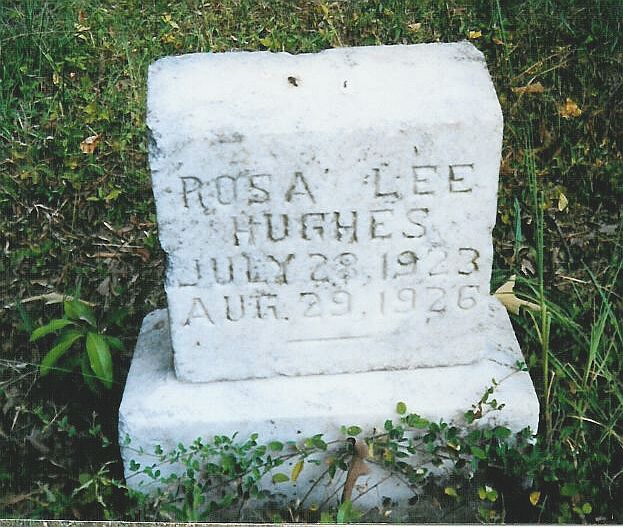 ROSA LEE
HUGHES
JULY 28, 1923
AUG. 29, 1926